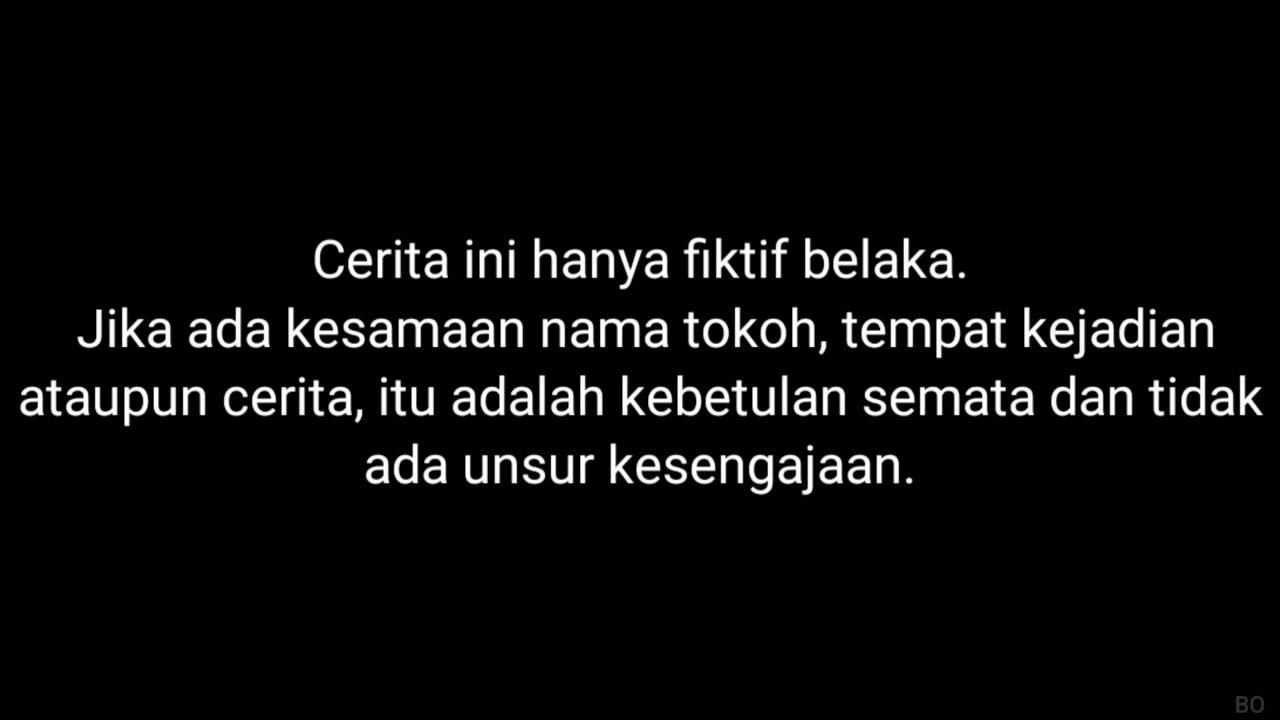 Cerita ini hanya fiktif belaka.
Jika ada kesamaan nama tokoh, tempat kejadian
ataupun cerita, itu adalah kebetulan semata dan tidak
ada unsur kesengajaan.
BO